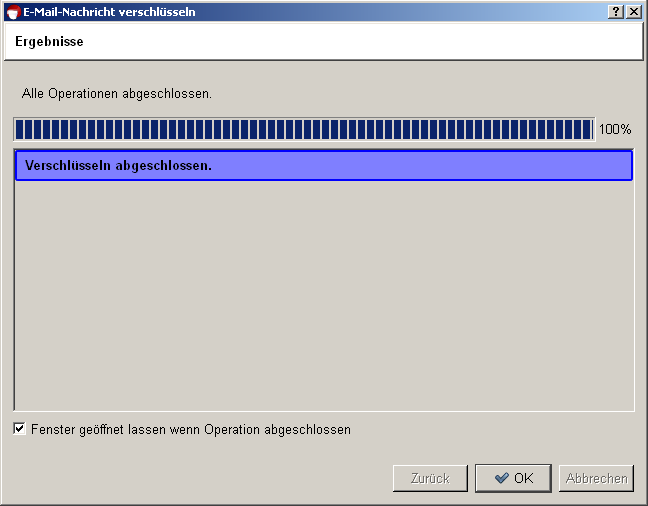 E-Mail-Nachricht verschlüsseln
Ergebnisse
Alle Operationen abgeschlossen.
100%
Verschlüsseln abgeschlossen.
Fenster geöffnet lassen wenn Operation abgeschlossen
Zurück OK Abbrechen